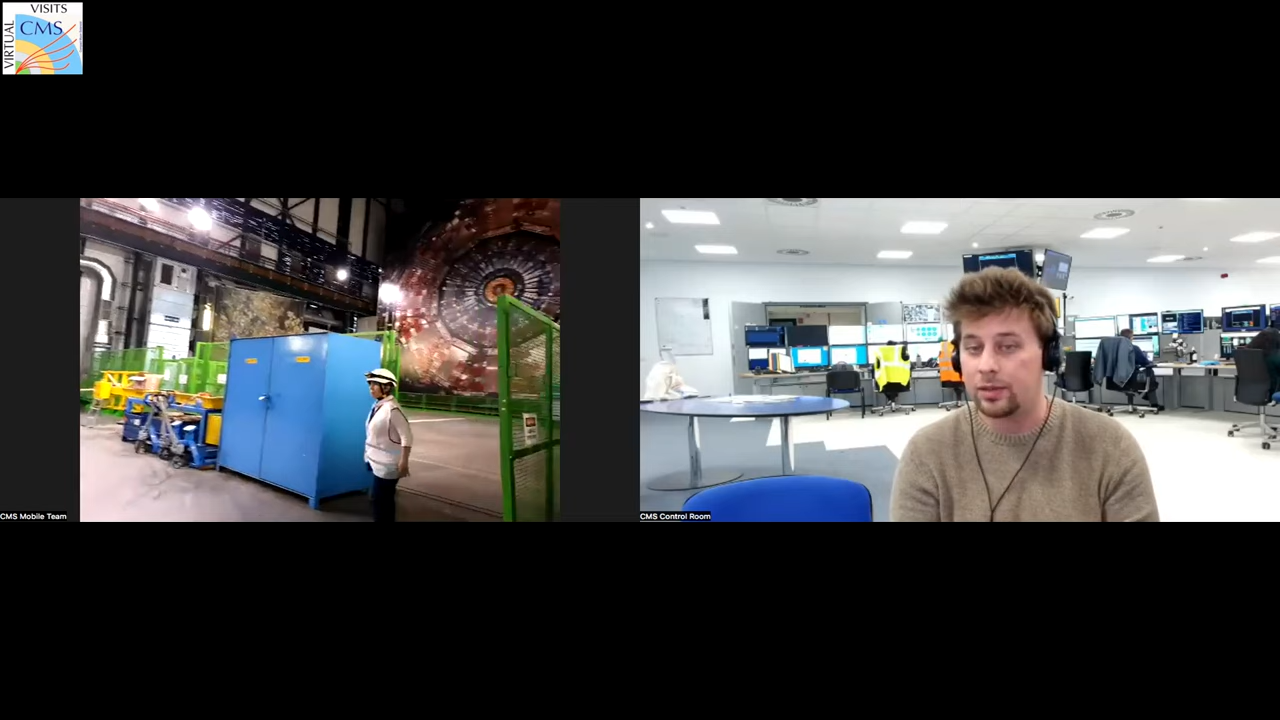 VISITS
CMS
VIRTUAL
CMS Mobile Team
CMS Control Room